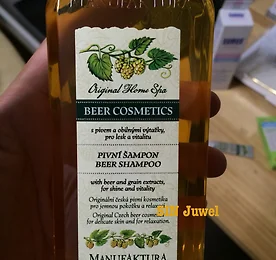 MANUFAKTURA
Original Home Spa
BEER COSMETICS
s pivem a obilnými výtažky,
pro lesk a vitalitu
PIVNÍ ŠAMPON
BEER SHAMPOO
with beer and grain extracts,
for shine and vitality
Originální česká pivní kosmetika
pro jemnou pokožku a relaxaci.
Original Czech beer cosmetics
for delicate skin and for relaxation.
Juwel
MANUFAKTURA